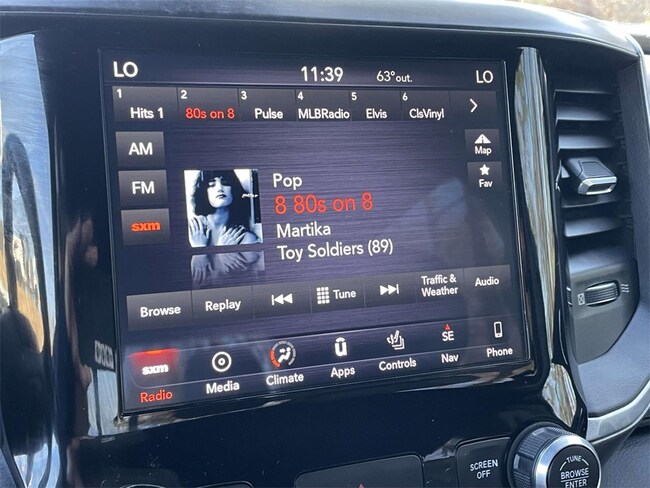 LO 11:39 63° out. LO
1 Hits 1 2 80s on 8 3 Pulse 4 MLBRadio 5 Elvis 6 ClsVinyl >
AM
FM
sxm
Map
Fav
Pop
8 80s on 8
Martika
Toy Soldiers (89)
Browse Replay Tune Traffic & Weather Audio
sxm Radio Media Climate Apps Controls SE Nav Phone
SCREEN OFF
TUNE
BROWSE
ENTER